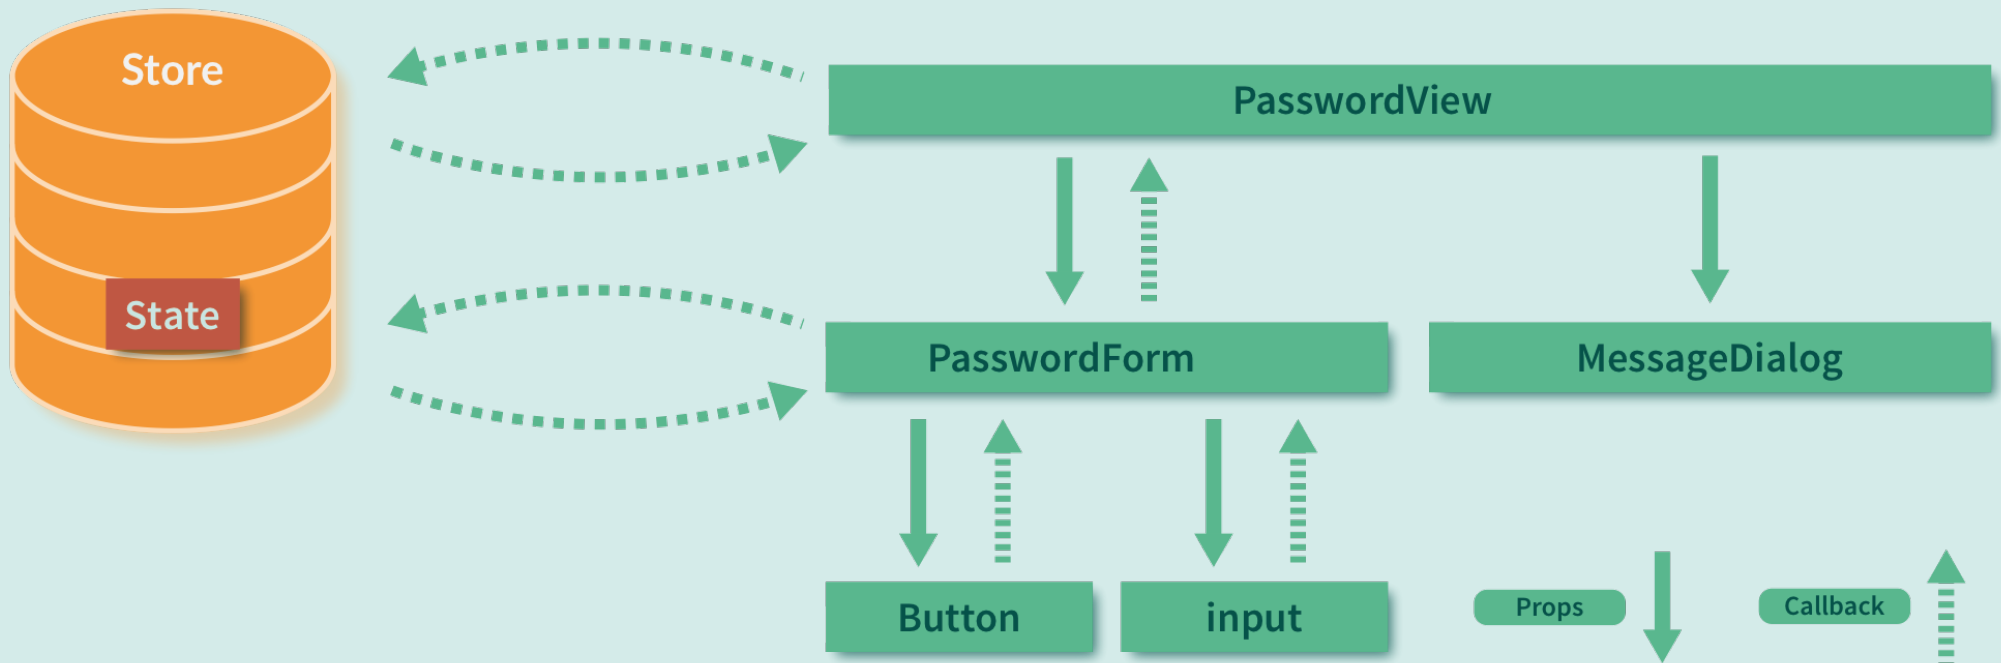 Store
PasswordView
State
PasswordForm
MessageDialog
Button
input
Props
Callback